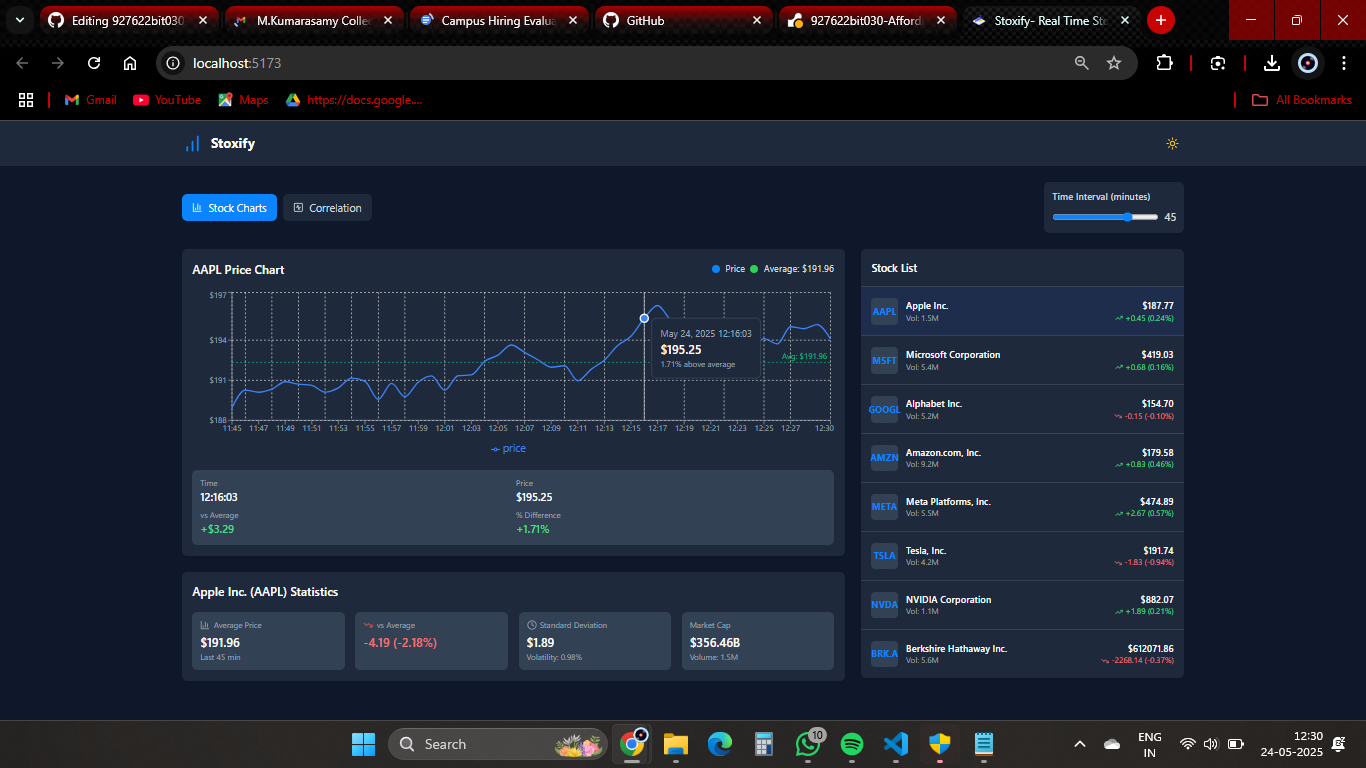 Editing 927622bit030
M.Kumarasamy Colle
Campus Hiring Evalua
GitHub
927622bit030-Afford
Stoxify- Real Time St
localhost:5173
Gmail
YouTube
Maps
https://docs.google....
All Bookmarks
Stoxify
Stock Charts
Correlation
Time Interval (minutes)
45
AAPL Price Chart
Price
Average: $191.96
$197
$194
$191
$188
May 24, 2025 12:16:03
$195.25
1.71% above average
Avg: $191.96
11:45 11:47 11:49 11:51 11:53 11:55 11:57 11:59 12:01 12:03 12:05 12:07 12:09 12:11 12:13 12:15 12:17 12:19 12:21 12:23 12:25 12:27 12:30
price
Time
12:16:03
Price
$195.25
vs Average
+$3.29
% Difference
+1.71%
Apple Inc. (AAPL) Statistics
Average Price
$191.96
Last 45 min
vs Average
-4.19 (-2.18%)
Standard Deviation
$1.89
Volatility: 0.98%
Market Cap
$356.46B
Volume: 1.5M
Stock List
AAPL
Apple Inc.
Vol: 1.5M
$187.77
+0.45 (0.24%)
MSFT
Microsoft Corporation
Vol: 5.4M
$419.03
+0.68 (0.16%)
GOOGL
Alphabet Inc.
Vol: 5.2M
$154.70
-0.15 (-0.10%)
AMZN
Amazon.com, Inc.
Vol: 9.2M
$179.58
+0.83 (0.46%)
META
Meta Platforms, Inc.
Vol: 5.5M
$474.89
+2.67 (0.57%)
TSLA
Tesla, Inc.
Vol: 4.2M
$191.74
-1.83 (-0.94%)
NVDA
NVIDIA Corporation
Vol: 1.1M
$882.07
+1.89 (0.21%)
BRK.A
Berkshire Hathaway Inc.
Vol: 5.6M
$612071.86
-2268.14 (-0.37%)
Search
10
ENG
IN
12:30
24-05-2025